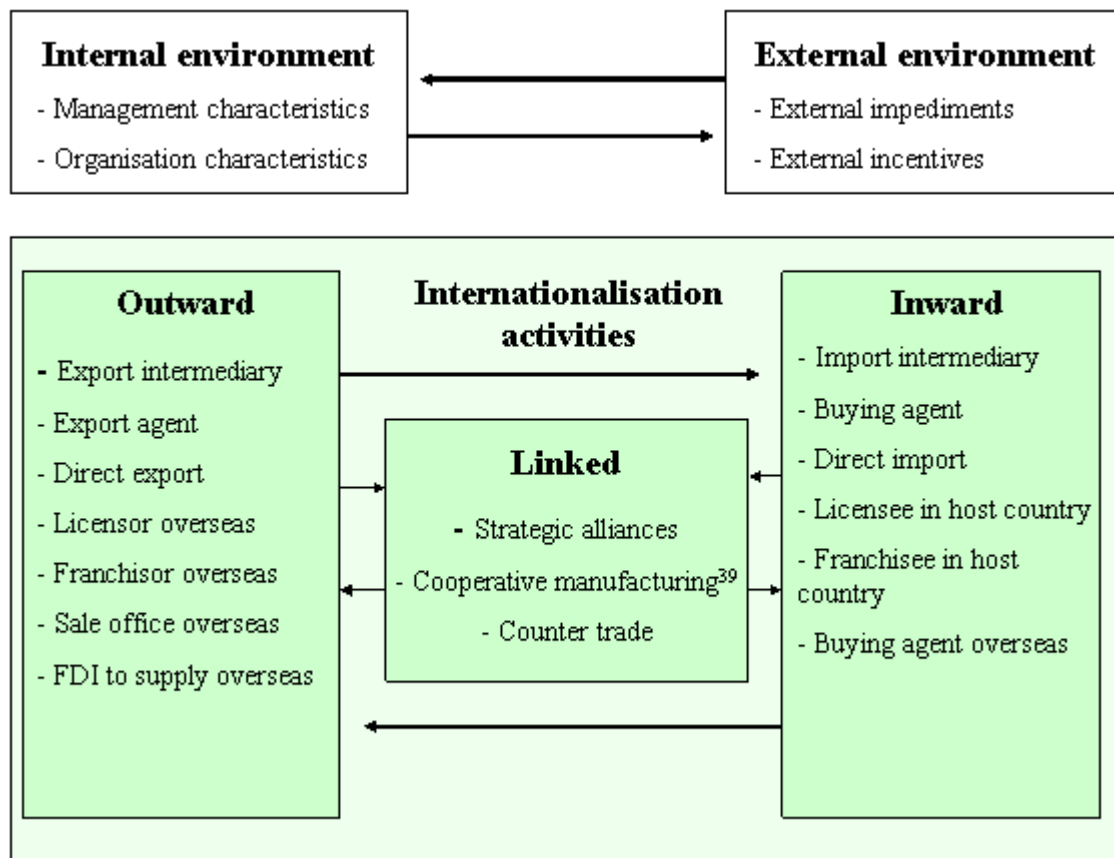 Internal environment
- Management characteristics
- Organisation characteristics
External environment
- External impediments
- External incentives
Outward
- Export intermediary
- Export agent
- Direct export
- Licensor overseas
- Franchisor overseas
- Sale office overseas
- FDI to supply overseas
Internationalisation
activities
Linked
- Strategic alliances
- Cooperative manufacturing³⁹
- Counter trade
Inward
- Import intermediary
- Buying agent
- Direct import
- Licensee in host country
- Franchisee in host
country
- Buying agent overseas